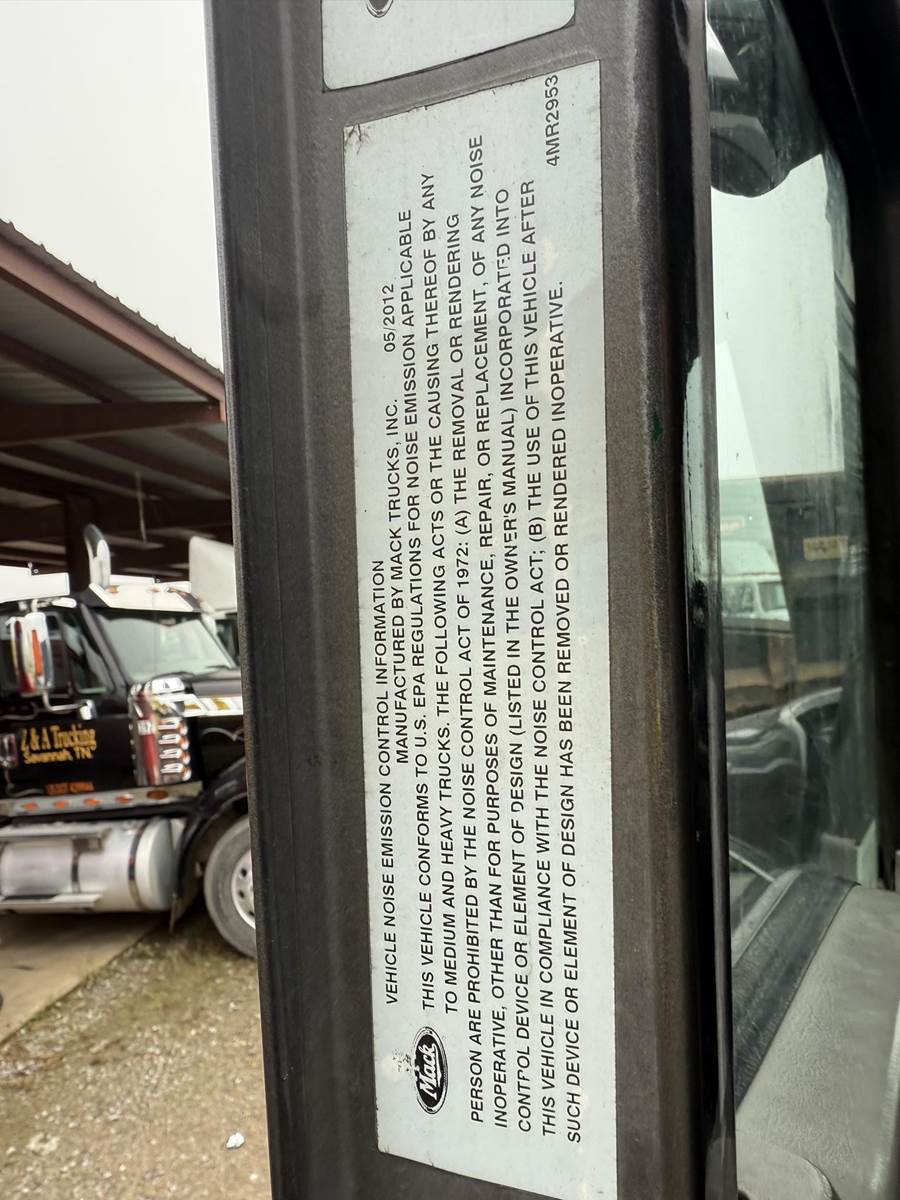 VEHICLE NOISE EMISSION CONTROL INFORMATION
MANUFACTURED BY MACK TRUCKS, INC. 05/2012
THIS VEHICLE CONFORMS TO U.S. EPA REGULATIONS FOR NOISE EMISSION APPLICABLE
TO MEDIUM AND HEAVY TRUCKS. THE FOLLOWING ACTS OR THE CAUSING THEREOF BY ANY
PERSON ARE PROHIBITED BY THE NOISE CONTROL ACT OF 1972: (A) THE REMOVAL OR RENDERING
INOPERATIVE, OTHER THAN FOR PURPOSES OF MAINTENANCE, REPAIR, OR REPLACEMENT, OF ANY NOISE
CONTROL DEVICE OR ELEMENT OF DESIGN (LISTED IN THE OWNER'S MANUAL) INCORPORATED INTO
THIS VEHICLE IN COMPLIANCE WITH THE NOISE CONTROL ACT; (B) THE USE OF THIS VEHICLE AFTER
SUCH DEVICE OR ELEMENT OF DESIGN HAS BEEN REMOVED OR RENDERED INOPERATIVE.
4MR2953
Mack
& A Trucking
Savannah, TN